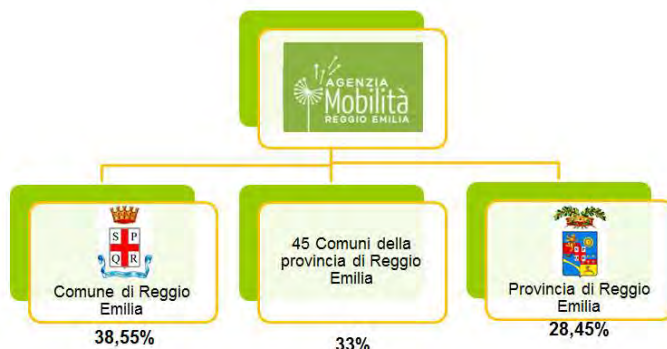 AGENZIA
Mobilità
REGGIO EMILIA
S P
Q R
Comune di Reggio
Emilia
38,55%
45 Comuni della
provincia di Reggio
Emilia
33%
Provincia di Reggio
Emilia
28,45%